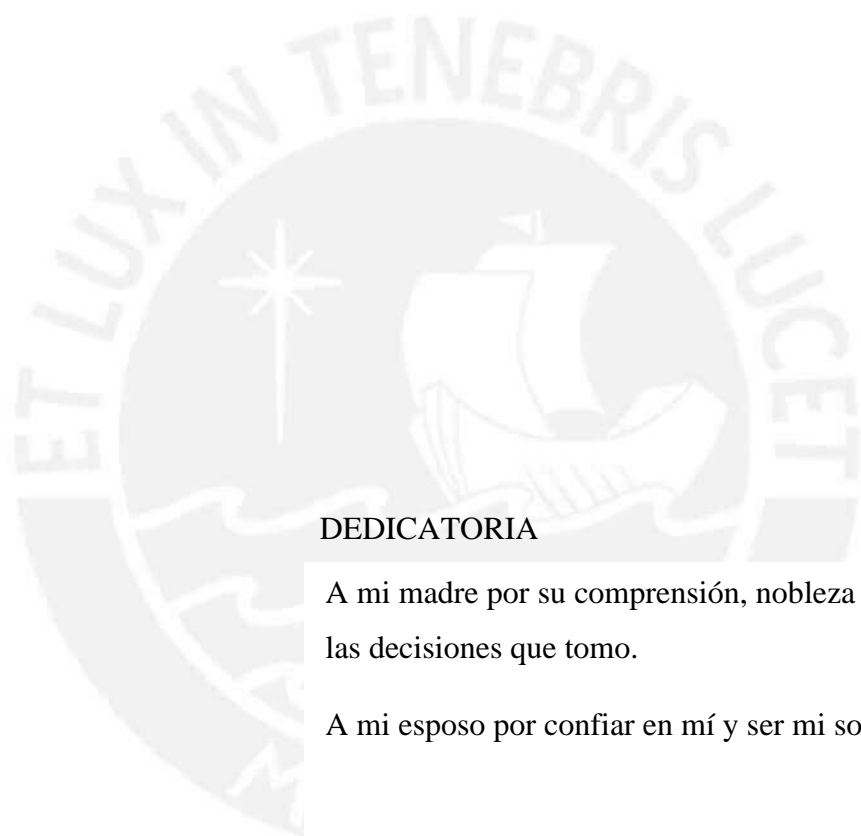 ET LUX IN TENEBRIS LUCET
DEDICATORIA
A mi madre por su comprensión, nobleza
las decisiones que tomo.
A mi esposo por confiar en mí y ser mi so